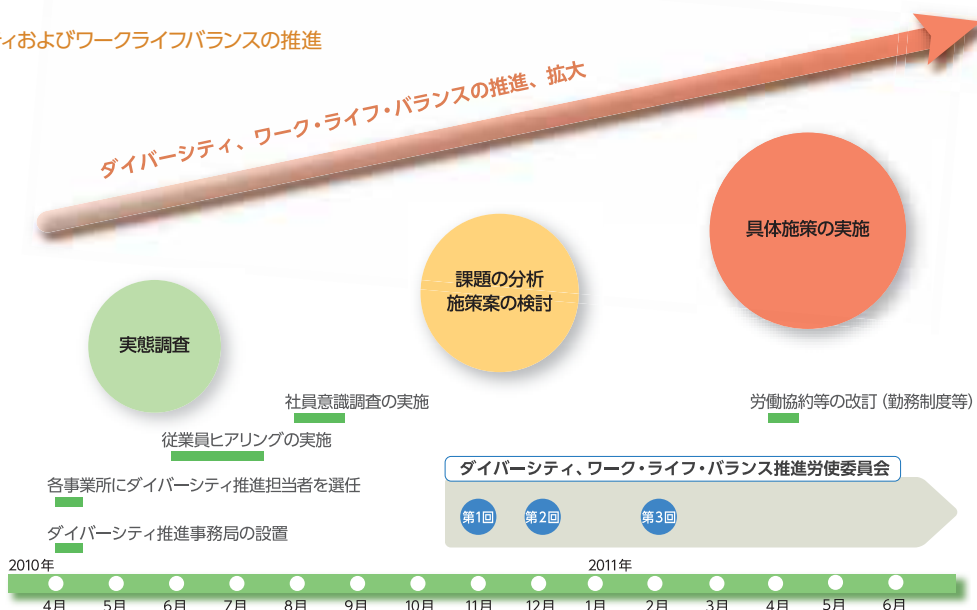 ィおよびワークライフバランスの推進
ダイバーシティ、ワーク・ライフ・バランスの推進、拡大
具体施策の実施
課題の分析
施策案の検討
実態調査
社員意識調査の実施
労働協約等の改訂（勤務制度等）
従業員ヒアリングの実施
ダイバーシティ、ワーク・ライフ・バランス推進労使委員会
各事業所にダイバーシティ推進担当者を選任
第1回 第2回 第3回
ダイバーシティ推進事務局の設置
2010年 2011年
4月 5月 6月 7月 8月 9月 10月 11月 12月 1月 2月 3月 4月 5月 6月